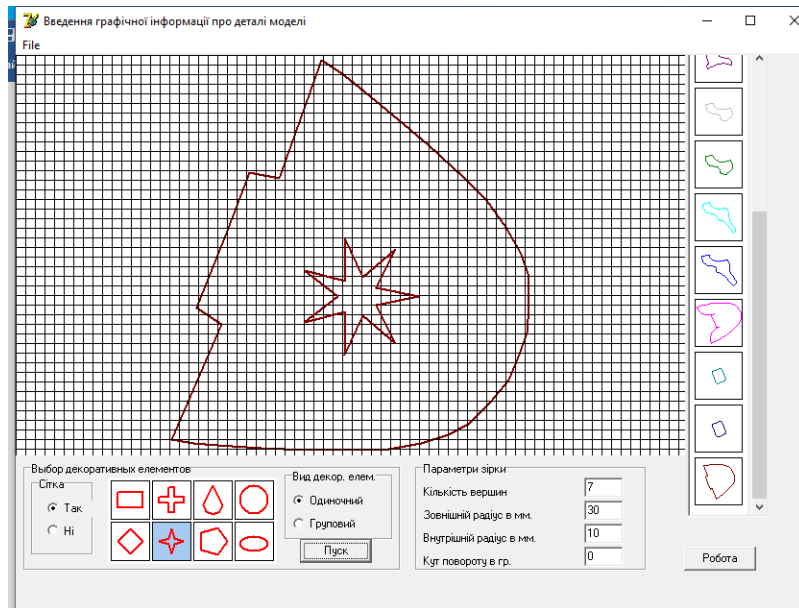 Введення графічної інформації про деталі моделі
File
Выбор декоративных елементов
Сітка
Так
Ні
Вид декор. елем.
Одиночний
Груповий
Пуск
Параметри зірки
Кількість вершин
7
Зовнішній радіус в мм.
30
Внутрішній радіус в мм.
10
Кут повороту в гр.
0
Робота